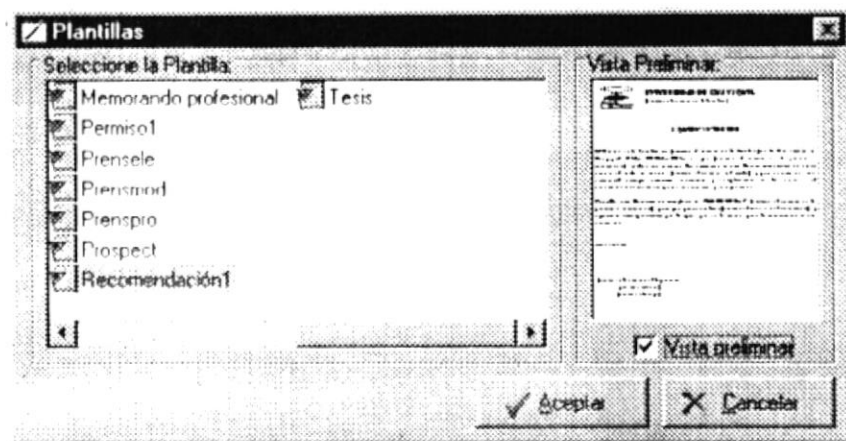 Plantillas
Seleccione la Plantilla:
Memorando profesional
Permiso1
Prensele
Prensmod
Prenspro
Prospect
Recomendación1
Tesis
Vista Preliminar:
Vista preliminar
Aceptar
Cancelar